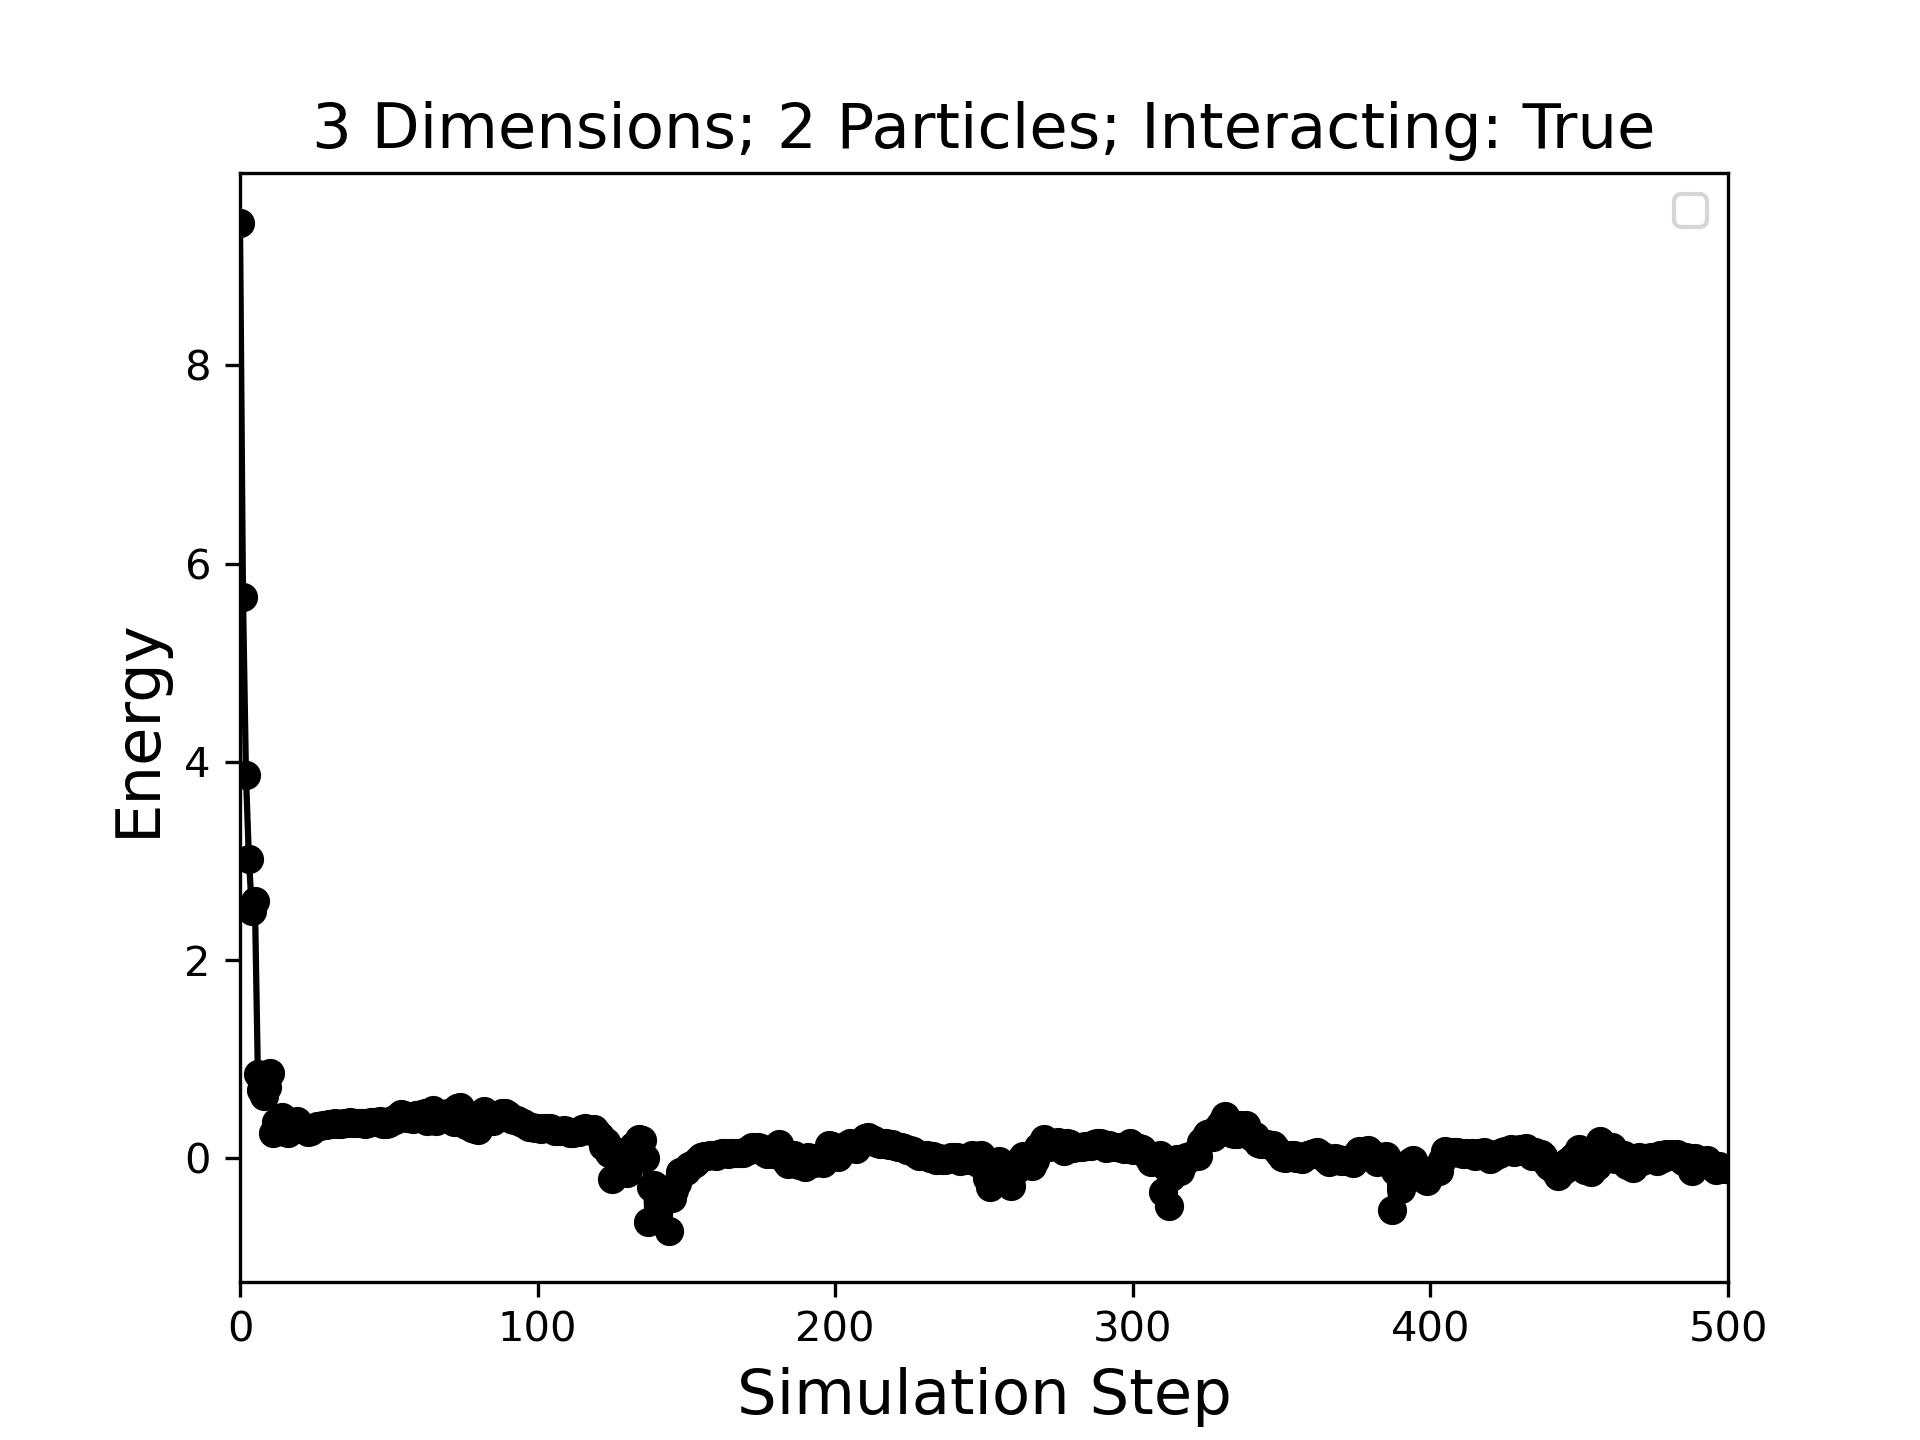 3 Dimensions; 2 Particles; Interacting: True
Energy
8
6
4
2
0
0 100 200 300 400 500
Simulation Step